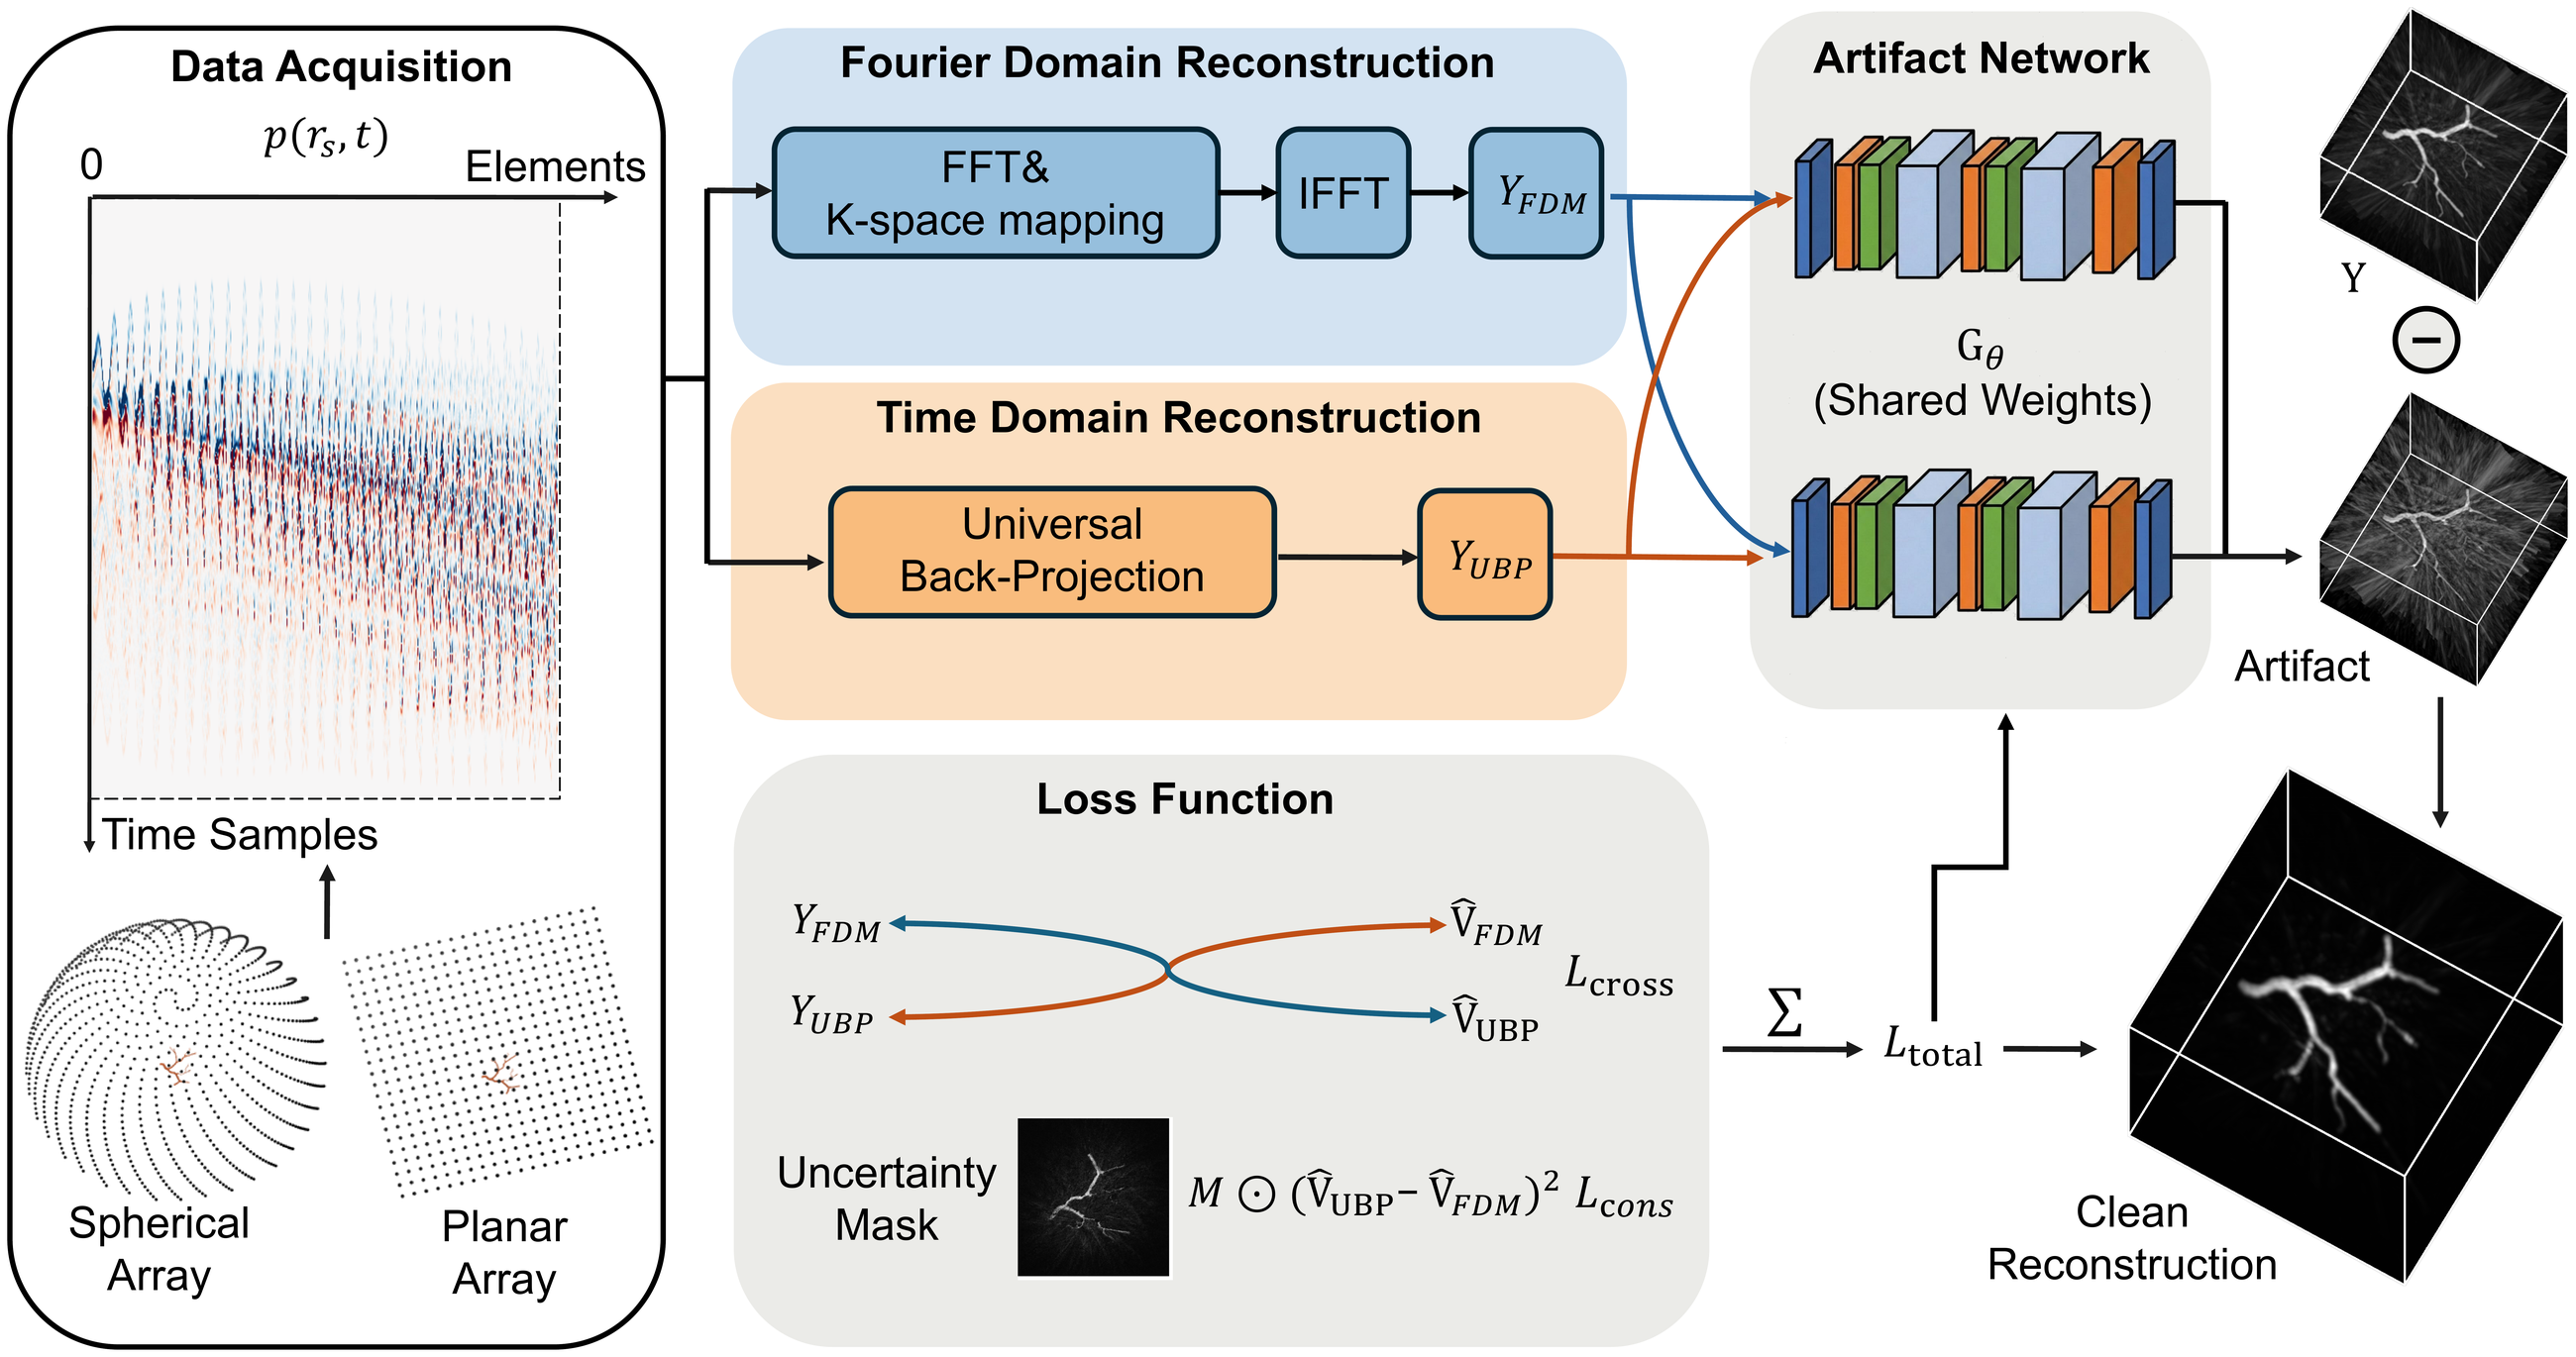 Data Acquisition
p(rₛ, t)
0
Elements
Time Samples
Spherical
Array
Planar
Array
Fourier Domain Reconstruction
FFT&
K-space mapping
IFFT
Y_FDM
Time Domain Reconstruction
Universal
Back-Projection
Y_UBP
Artifact Network
G_θ
(Shared Weights)
Y
−
Artifact
Loss Function
Y_FDM
V̂_FDM
L_cross
Y_UBP
V̂_UBP
Uncertainty
Mask
M ⊙ (V̂_UBP − V̂_FDM)² L_cons
Σ
L_total
Clean
Reconstruction